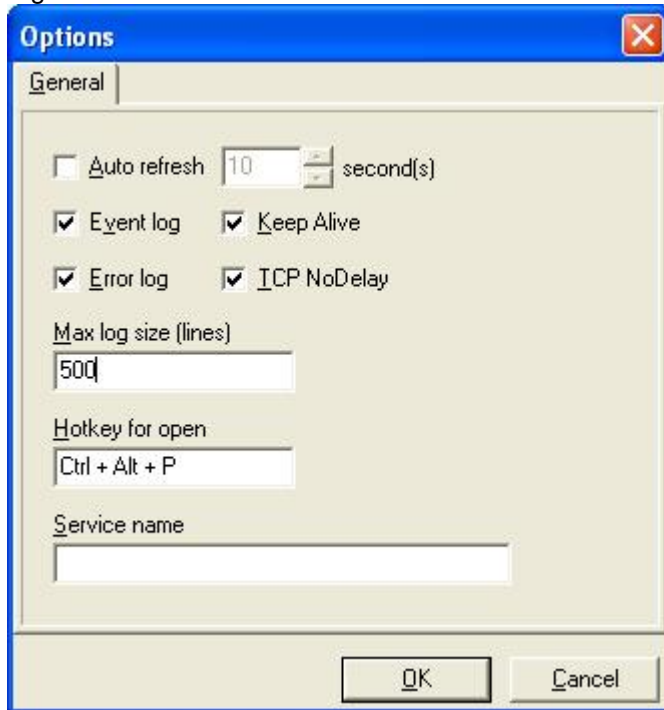 Options
General
Auto refresh 10 second(s)
Event log Keep Alive
Error log TCP NoDelay
Max log size (lines)
500
Hotkey for open
Ctrl + Alt + P
Service name
OK Cancel